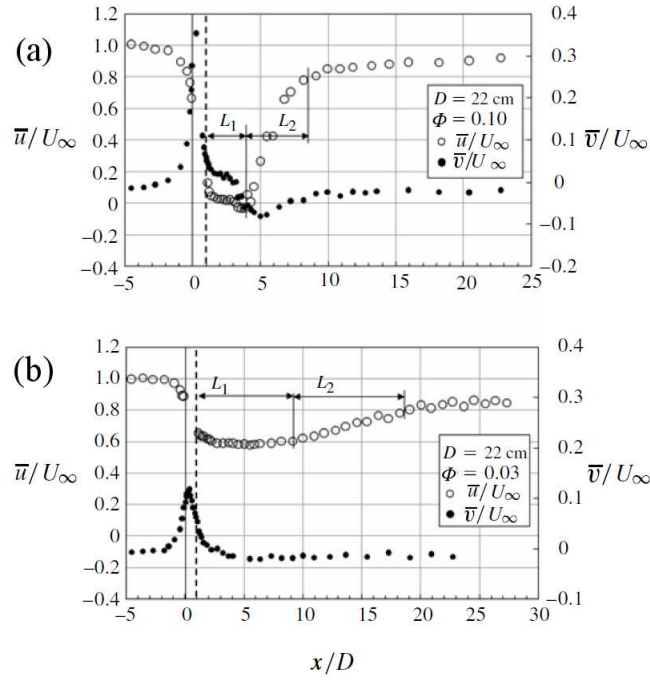 (a)
1.2
1.0
0.8
0.6
0.4
0.2
0
−0.2
−0.4
u̅/U∞
0.4
0.3
0.2
0.1
0
−0.1
−0.2
v̅/U∞
L₁
L₂
D = 22 cm
Φ = 0.10
u̅/U∞
v̅/U∞
−5
0
5
10
15
20
25
(b)
1.2
1.0
0.8
0.6
0.4
0.2
0
−0.2
−0.4
u̅/U∞
0.4
0.3
0.2
0.1
0
−0.1
v̅/U∞
L₁
L₂
D = 22 cm
Φ = 0.03
u̅/U∞
v̅/U∞
−5
0
5
10
15
20
25
30
x/D